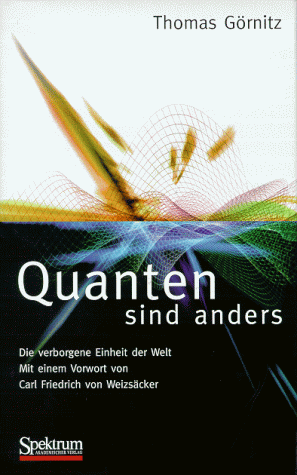 Thomas Görnitz
Quanten
sind anders
Die verborgene Einheit der Welt
Mit einem Vorwort von
Carl Friedrich von Weizsäcker
Spektrum
AKADEMISCHER VERLAG